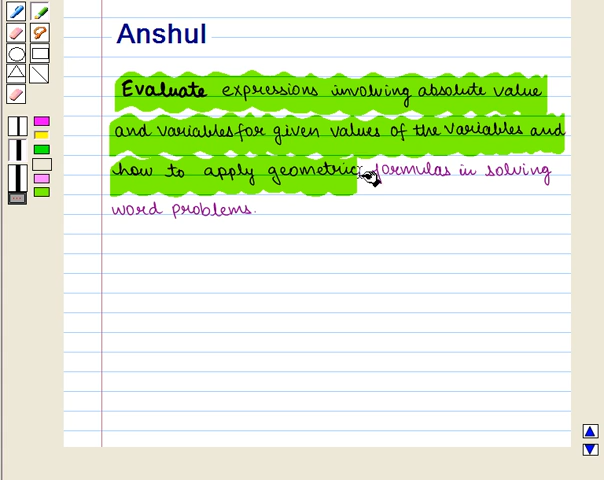 Anshul
Evaluate expressions involving absolute value
and variables for given values of the variables and
how to apply geometric formulas in solving
word problems.